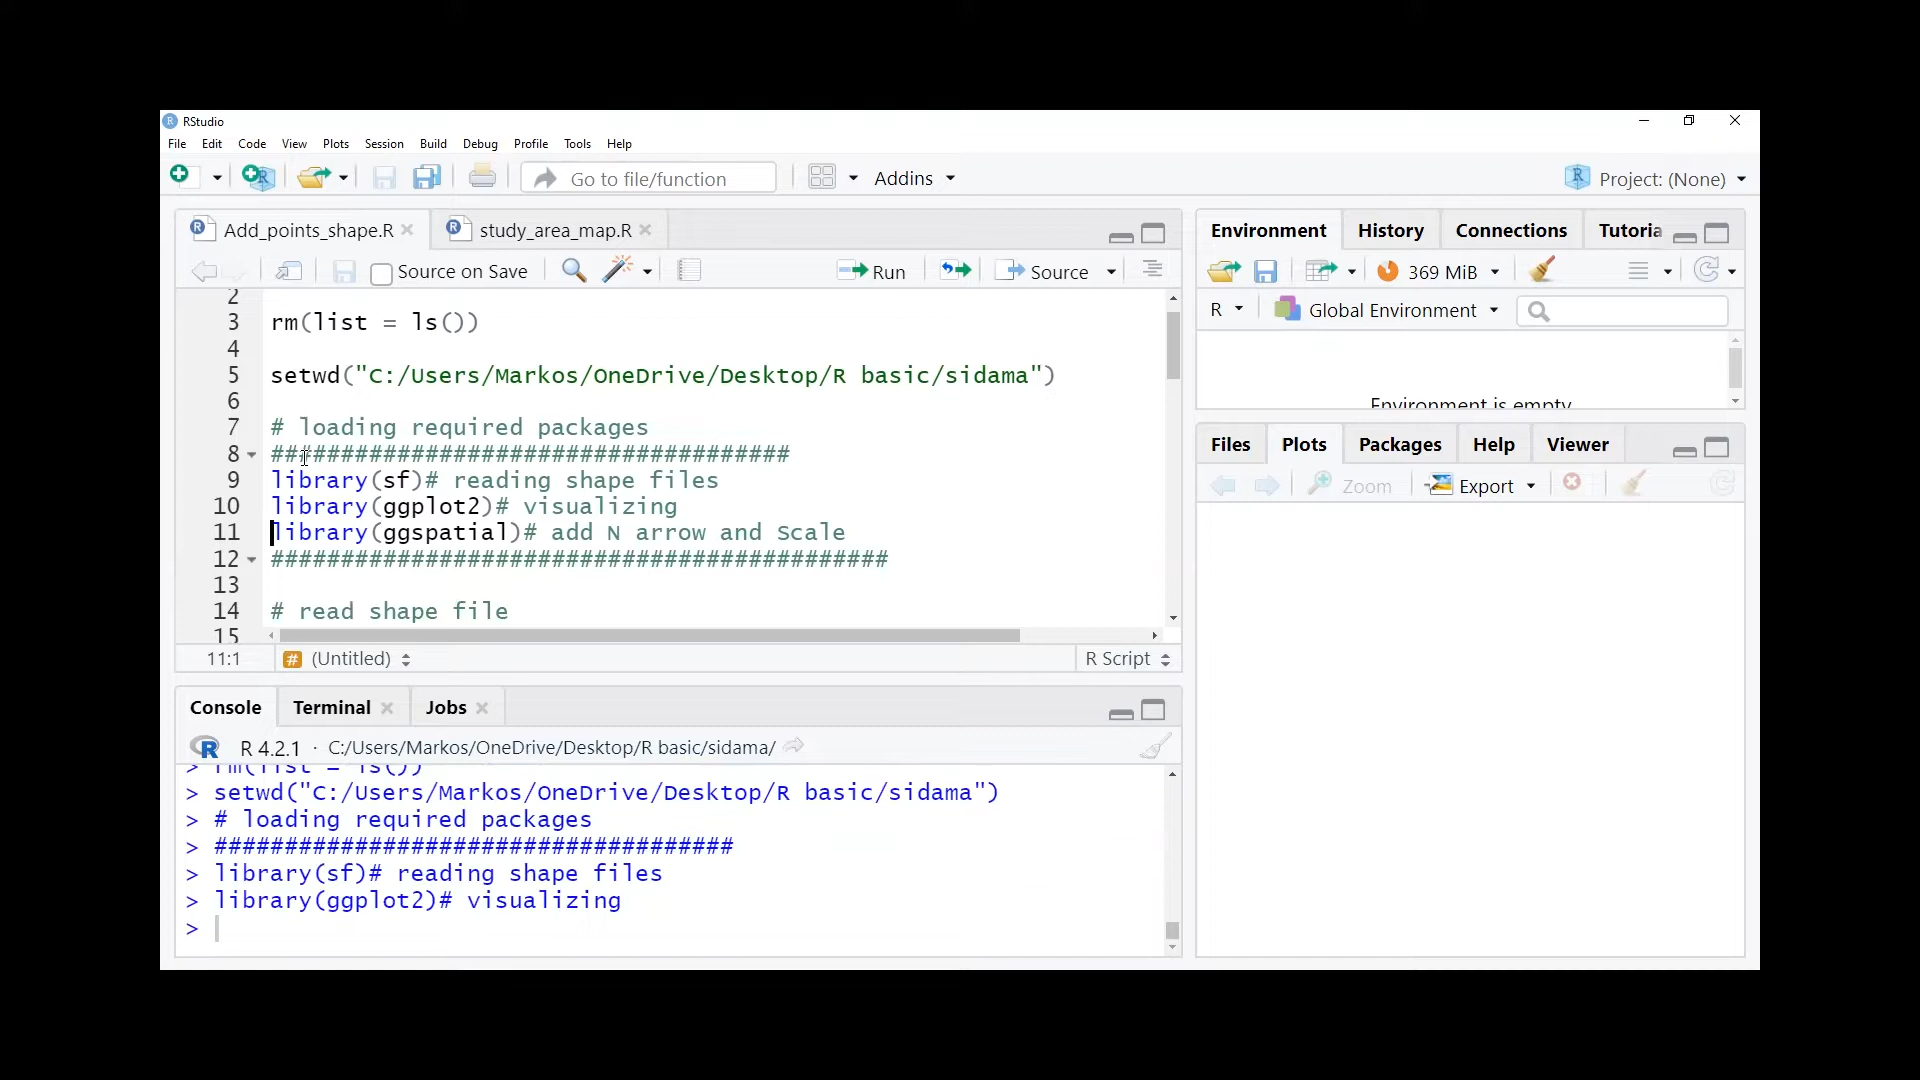 RStudio
File Edit Code View Plots Session Build Debug Profile Tools Help
Go to file/function Addins Project: (None)
Add_points_shape.R study_area_map.R
Source on Save Run Source
2
3 rm(list = ls())
4
5 setwd("C:/Users/Markos/OneDrive/Desktop/R basic/sidama")
6
7 # loading required packages
8 #####################################
9 library(sf)# reading shape files
10 library(ggplot2)# visualizing
11 library(ggspatial)# add N arrow and Scale
12 ############################################
13
14 # read shape file
15
11:1 # (Untitled) R Script
Console Terminal Jobs
R 4.2.1 · C:/Users/Markos/OneDrive/Desktop/R basic/sidama/
> rm(list = ls())
> setwd("C:/Users/Markos/OneDrive/Desktop/R basic/sidama")
> # loading required packages
> #####################################
> library(sf)# reading shape files
> library(ggplot2)# visualizing
>
Environment History Connections Tutoria
369 MiB
R Global Environment
Environment is empty
Files Plots Packages Help Viewer
Zoom Export